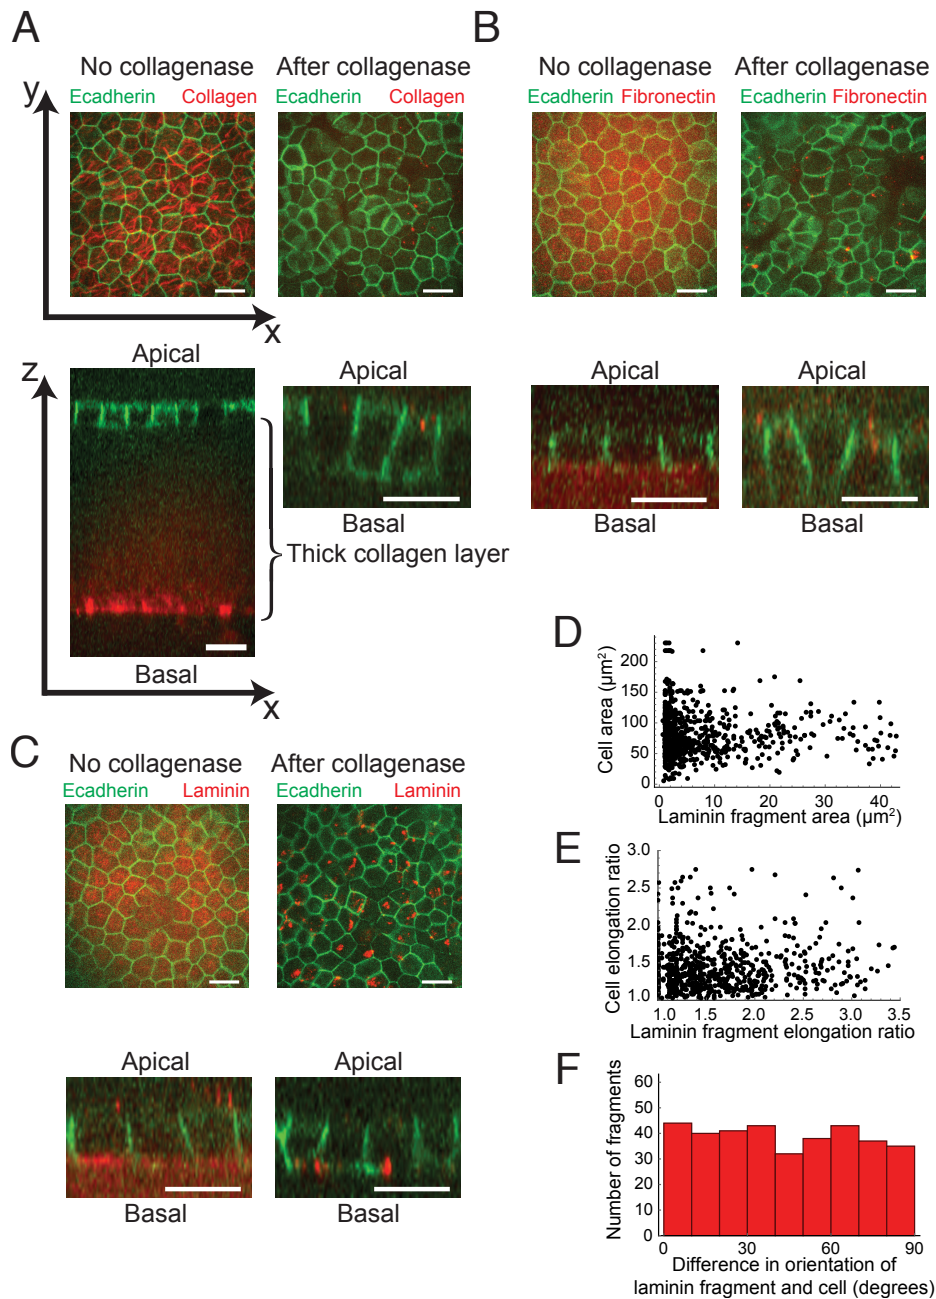 A
No collagenase
After collagenase
y
Ecadherin Collagen
Ecadherin Collagen
x
z
Apical
Apical
Basal
Thick collagen layer
Basal
x
B
No collagenase
After collagenase
Ecadherin Fibronectin
Ecadherin Fibronectin
Apical
Apical
Basal
Basal
C
No collagenase
After collagenase
Ecadherin Laminin
Ecadherin Laminin
Apical
Apical
Basal
Basal
D
Cell area (µm²)
200
150
100
50
0
0 10 20 30 40
Laminin fragment area (µm²)
E
Cell elongation ratio
3.0
2.5
2.0
1.5
1.0
1.0 1.5 2.0 2.5 3.0 3.5
Laminin fragment elongation ratio
F
Number of fragments
60
50
40
30
20
10
0
0 30 60 90
Difference in orientation of
laminin fragment and cell (degrees)